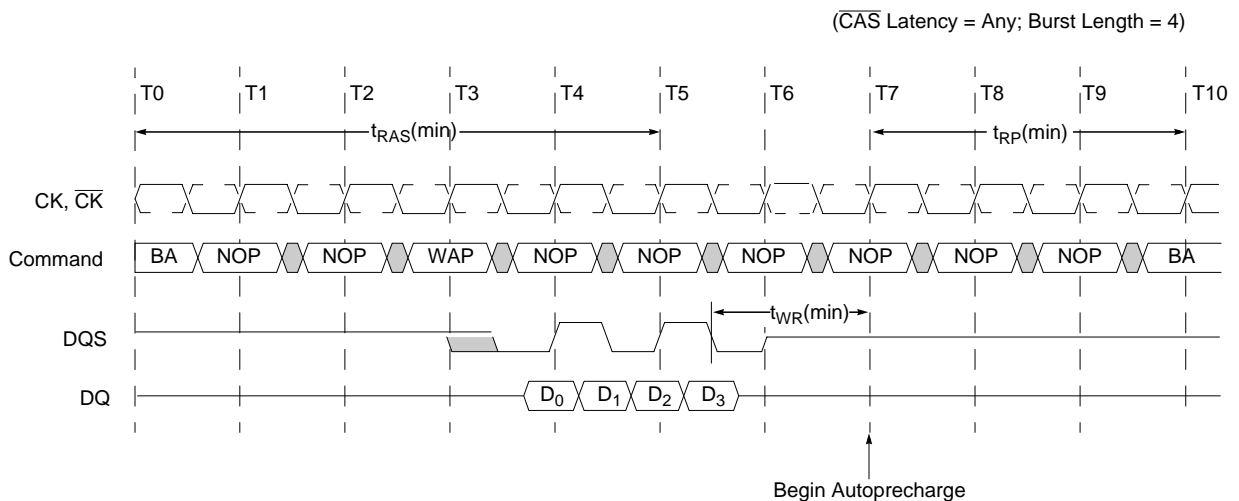 (CAS Latency = Any; Burst Length = 4)
T0 T1 T2 T3 T4 T5 T6 T7 T8 T9 T10
tRAS(min) tRP(min)
CK, CK
Command BA NOP NOP WAP NOP NOP NOP NOP NOP NOP BA
tWR(min)
DQS
DQ D0 D1 D2 D3
Begin Autoprecharge